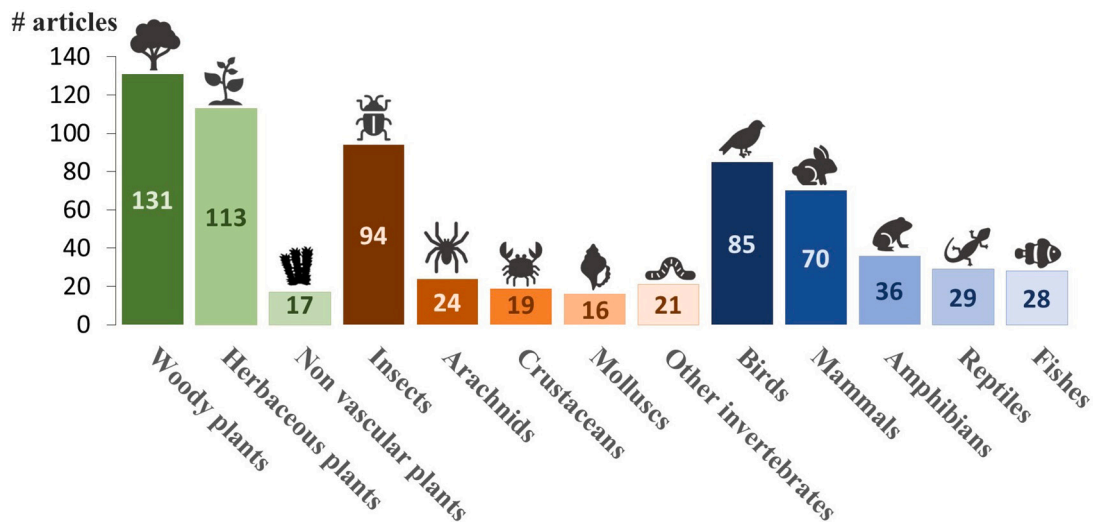 # articles
140
120
100
80
60
40
20
0
131
113
17
94
24
19
16
21
85
70
36
29
28
Woody plants
Herbaceous plants
Non vascular plants
Insects
Arachnids
Crustaceans
Molluscs
Other invertebrates
Birds
Mammals
Amphibians
Reptiles
Fishes